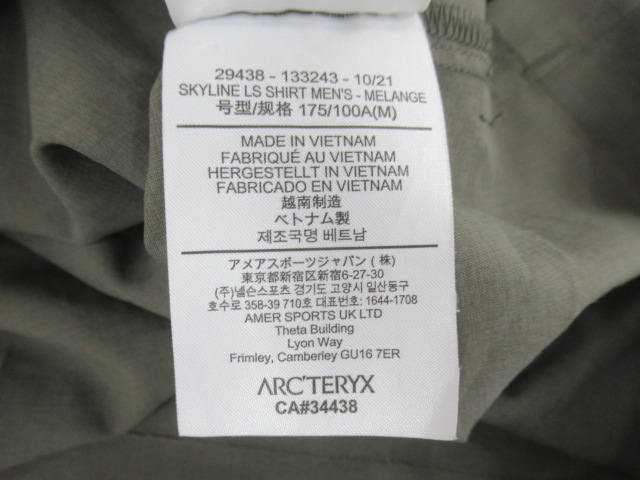 29438 - 133243 - 10/21
SKYLINE LS SHIRT MEN'S - MELANGE
号型/规格 175/100A(M)
MADE IN VIETNAM
FABRIQUÉ AU VIETNAM
HERGESTELLT IN VIETNAM
FABRICADO EN VIETNAM
越南制造
ベトナム製
제조국명 베트남
アメアスポーツジャパン (株)
東京都新宿区新宿6-27-30
(주)넬슨스포츠 경기도 고양시 일산동구
호수로 358-39 710호 대표번호: 1644-1708
AMER SPORTS UK LTD
Theta Building
Lyon Way
Frimley, Camberley GU16 7ER
ARC'TERYX
CA#34438